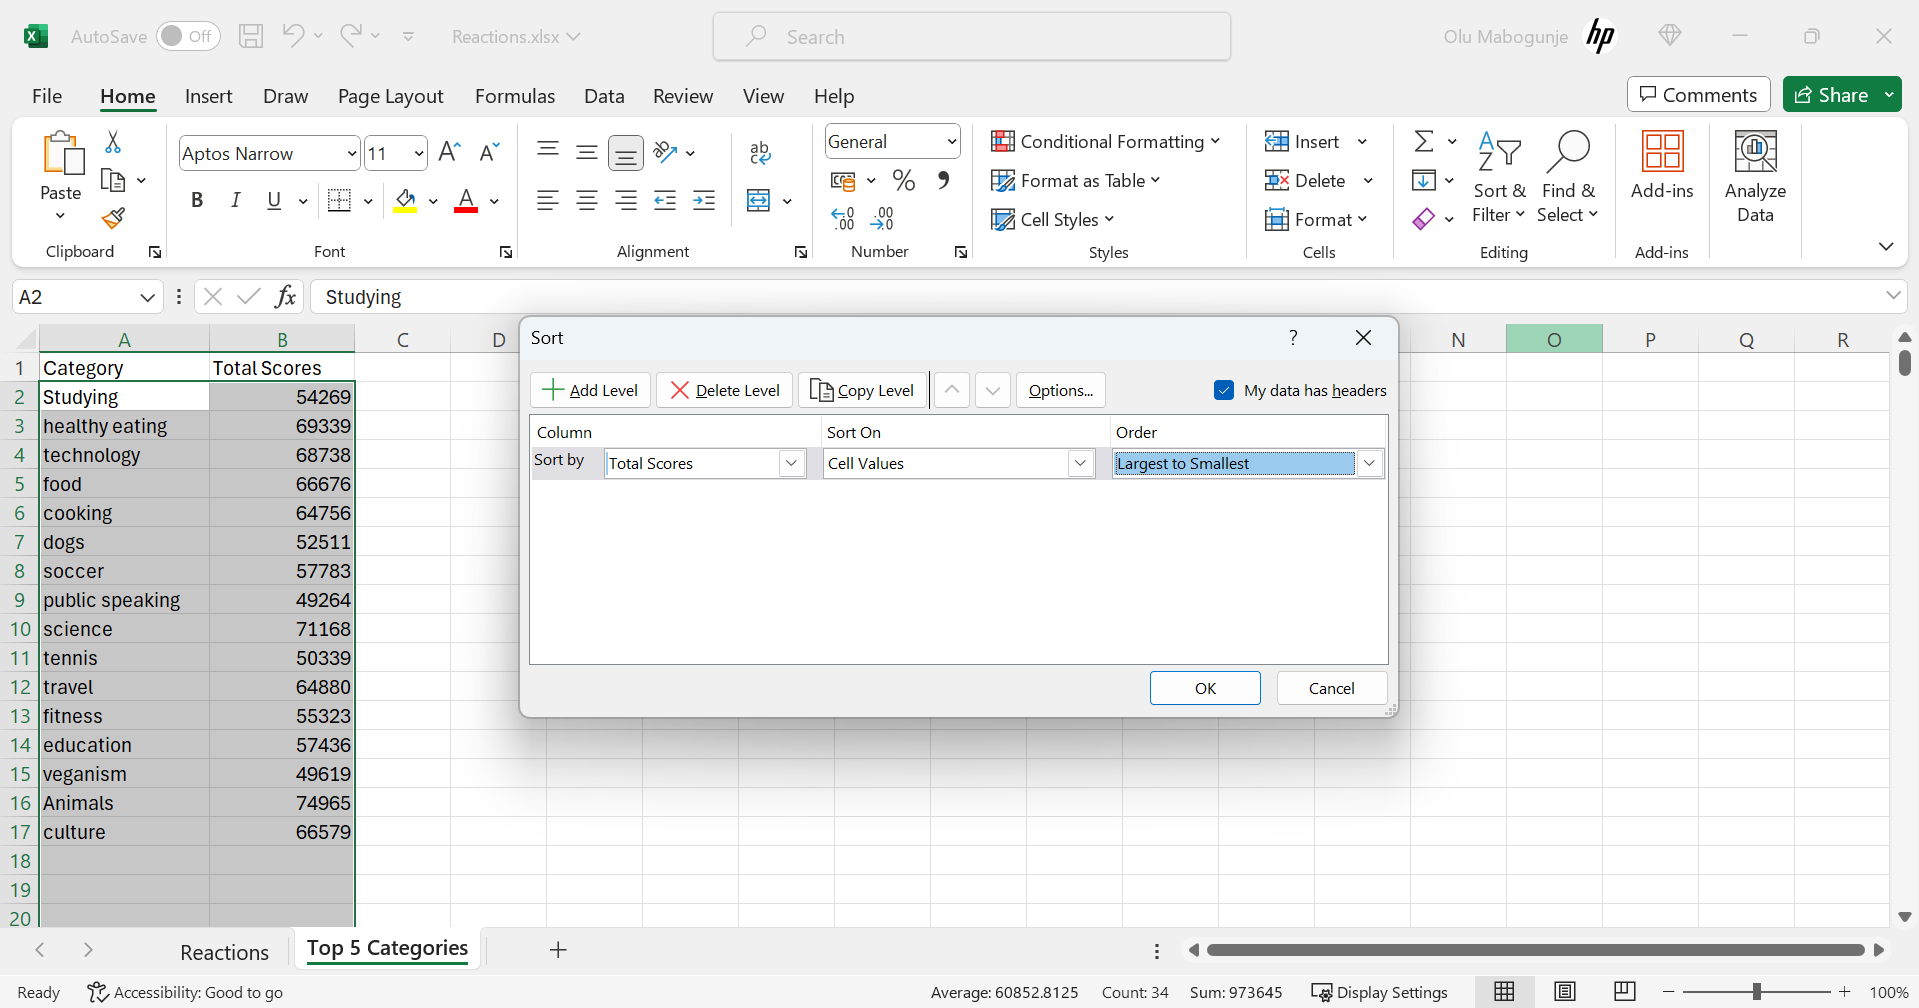 AutoSave Off Reactions.xlsx Search Olu Mabogunje hp
File Home Insert Draw Page Layout Formulas Data Review View Help Comments Share
Paste
Clipboard
Aptos Narrow 11
B I U A
Font
ab
Alignment
General
% 9
Number
Conditional Formatting
Format as Table
Cell Styles
Styles
Insert
Delete
Format
Cells
Sort & Filter
Find & Select
Editing
Add-ins
Add-ins
Analyze Data
A2 fx Studying
A B C D N O P Q R
1 Category Total Scores
2 Studying 54269
3 healthy eating 69339
4 technology 68738
5 food 66676
6 cooking 64756
7 dogs 52511
8 soccer 57783
9 public speaking 49264
10 science 71168
11 tennis 50339
12 travel 64880
13 fitness 55323
14 education 57436
15 veganism 49619
16 Animals 74965
17 culture 66579
18
19
20
Sort ?
Add Level Delete Level Copy Level Options... My data has headers
Column Sort On Order
Sort by Total Scores Cell Values Largest to Smallest
OK Cancel
Reactions Top 5 Categories
Ready Accessibility: Good to go Average: 60852.8125 Count: 34 Sum: 973645 Display Settings 100%